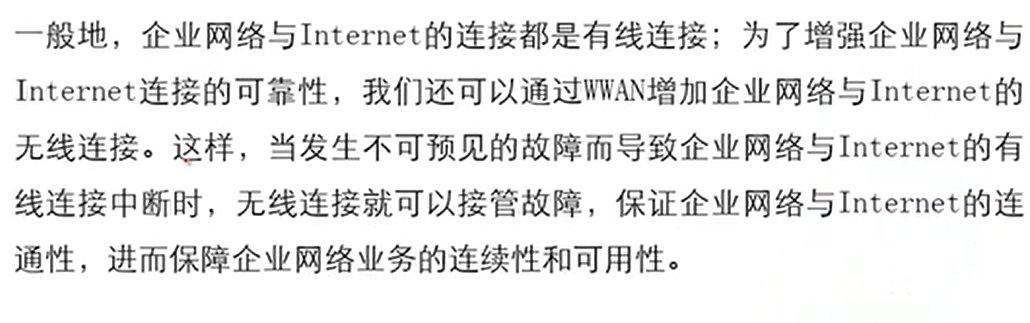 一般地，企业网络与Internet的连接都是有线连接；为了增强企业网络与
Internet连接的可靠性，我们还可以通过WWAN增加企业网络与Internet的
无线连接。这样，当发生不可预见的故障而导致企业网络与Internet的有
线连接中断时，无线连接就可以接管故障，保证企业网络与Internet的连
通性，进而保障企业网络业务的连续性和可用性。